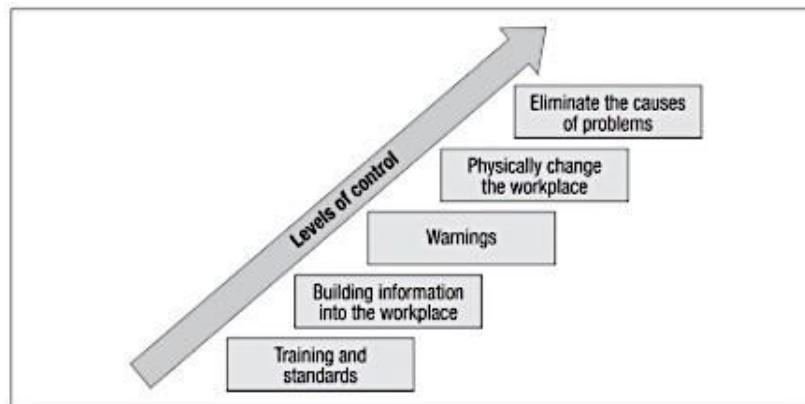 Eliminate the causes
of problems
Physically change
the workplace
Levels of control
Warnings
Building information
into the workplace
Training and
standards